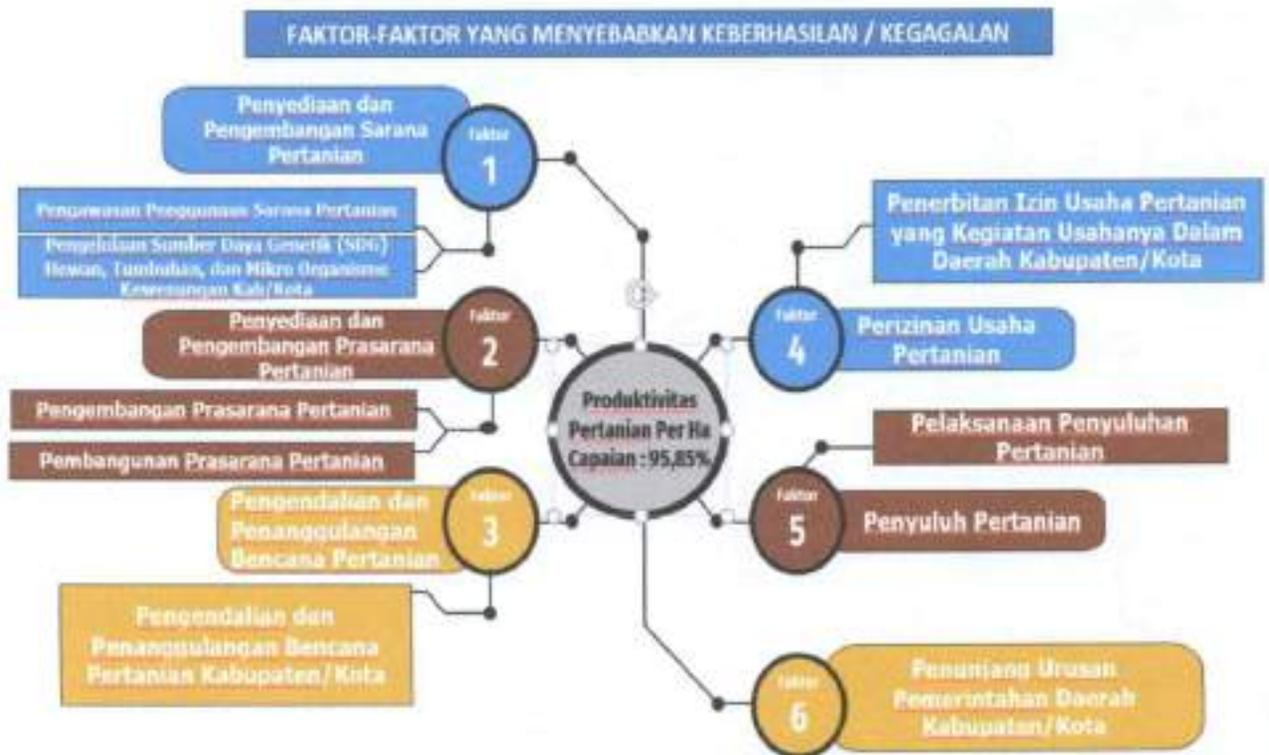 FAKTOR-FAKTOR YANG MENYEBABKAN KEBERHASILAN / KEGAGALAN
Penyediaan dan
Pengembangan Sarana
Pertanian
Faktor
1
Pengawasan Penggunaan Sarana Pertanian
Pengelolaan Sumber Daya Genetik (SDG)
Hewan, Tumbuhan, dan Mikro Organisme
Kewenangan Kab/Kota
Penyediaan dan
Pengembangan Prasarana
Pertanian
Faktor
2
Pengembangan Prasarana Pertanian
Pembangunan Prasarana Pertanian
Pengendalian dan
Penanggulangan
Bencana Pertanian
Faktor
3
Pengendalian dan
Penanggulangan Bencana
Pertanian Kabupaten/Kota
Produktivitas
Pertanian Per Ha
Capaian : 95,85%
Penerbitan Izin Usaha Pertanian
yang Kegiatan Usahanya Dalam
Daerah Kabupaten/Kota
Faktor
4
Perizinan Usaha
Pertanian
Pelaksanaan Penyuluhan
Pertanian
Faktor
5
Penyuluh Pertanian
Faktor
6
Penunjang Urusan
Pemerintahan Daerah
Kabupaten/Kota